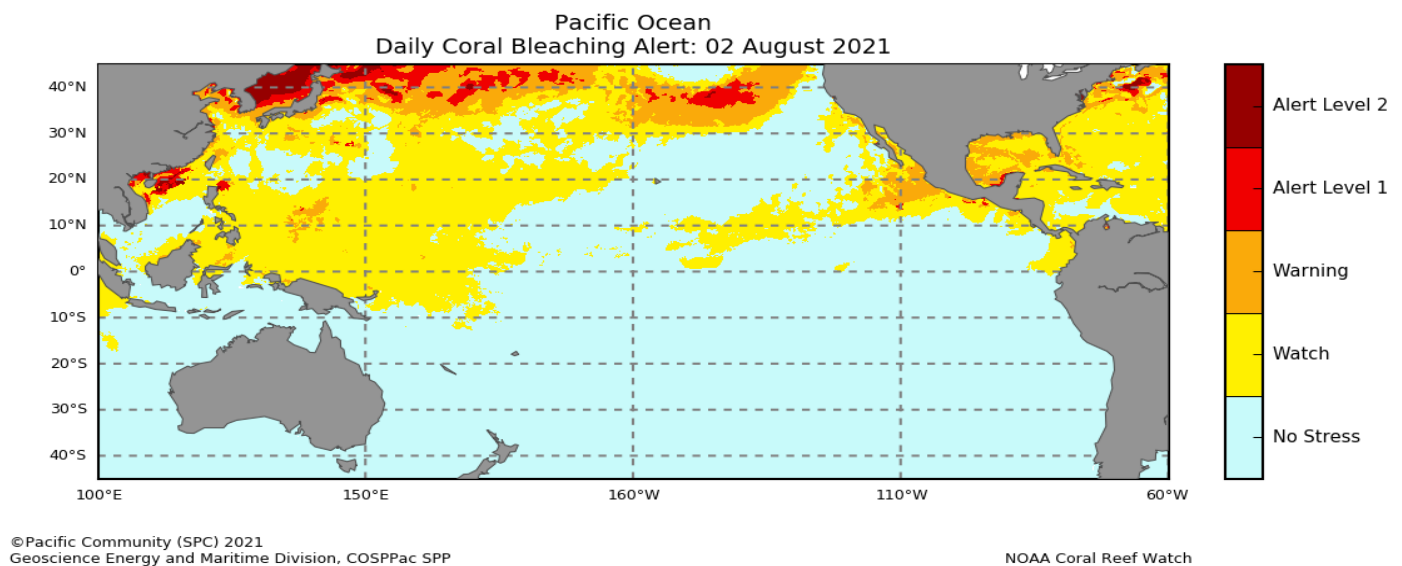 Pacific Ocean
Daily Coral Bleaching Alert: 02 August 2021
40°N
30°N
20°N
10°N
0°
10°S
20°S
30°S
40°S
100°E
150°E
160°W
110°W
60°W
Alert Level 2
Alert Level 1
Warning
Watch
No Stress
©Pacific Community (SPC) 2021
Geoscience Energy and Maritime Division, COSPPac SPP
NOAA Coral Reef Watch